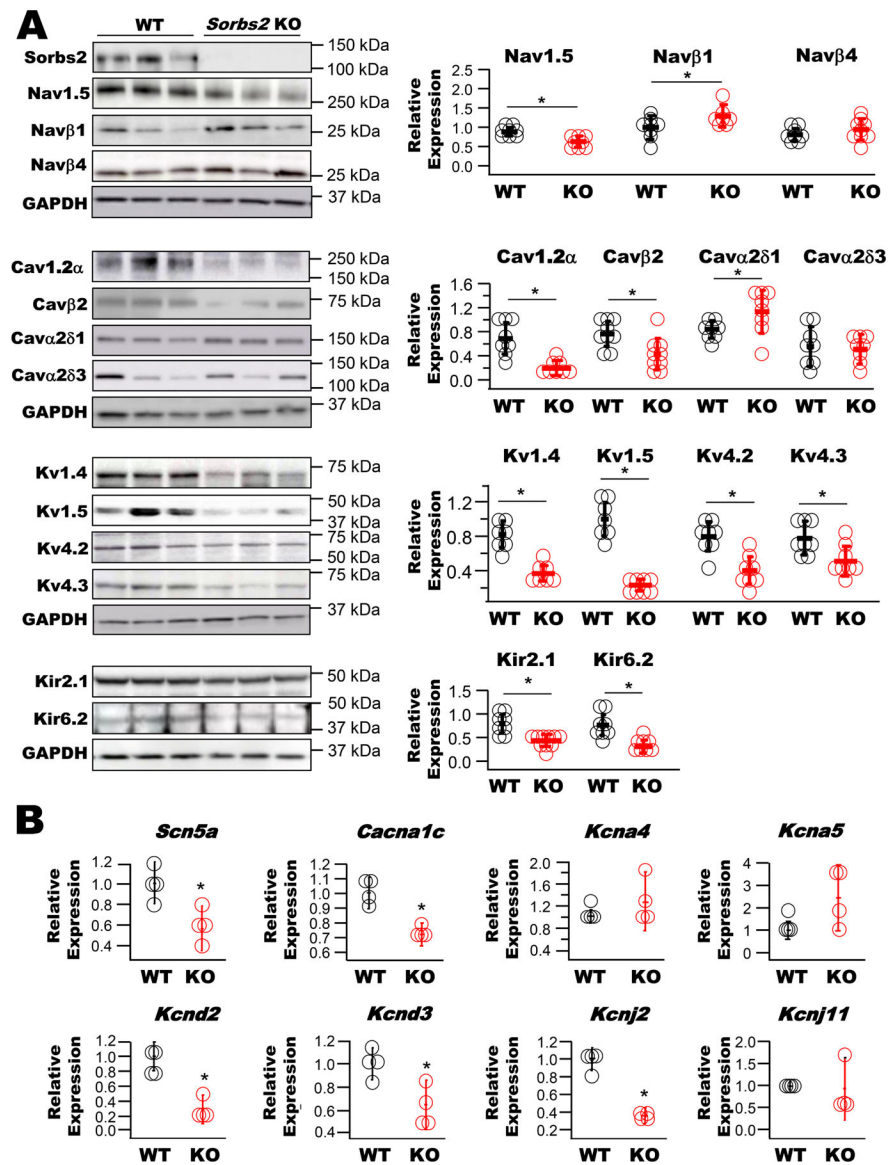 A
WT Sorbs2 KO
Sorbs2
150 kDa
100 kDa
Nav1.5
250 kDa
Navβ1
25 kDa
Navβ4
25 kDa
GAPDH
37 kDa
Nav1.5 Navβ1 Navβ4
Relative Expression
2.5
2.0
1.5
1.0
0.5
0.0
* *
WT KO WT KO WT KO
Cav1.2α
250 kDa
150 kDa
Cavβ2
75 kDa
Cavα2δ1
150 kDa
Cavα2δ3
150 kDa
100 kDa
GAPDH
37 kDa
Cav1.2α Cavβ2 Cavα2δ1 Cavα2δ3
Relative Expression
1.6
1.2
0.8
0.4
0.0
* * *
WT KO WT KO WT KO WT KO
Kv1.4
75 kDa
Kv1.5
50 kDa
37 kDa
Kv4.2
75 kDa
50 kDa
Kv4.3
75 kDa
GAPDH
37 kDa
Kv1.4 Kv1.5 Kv4.2 Kv4.3
Relative Expression
1.2
0.8
0.4
* * * *
WT KO WT KO WT KO WT KO
Kir2.1
50 kDa
Kir6.2
50 kDa
37 kDa
GAPDH
37 kDa
Kir2.1 Kir6.2
Relative Expression
1.5
1.0
0.5
0.0
* *
WT KO WT KO
B
Scn5a
Relative Expression
1.2
1.0
0.8
0.6
0.4
*
WT KO
Cacna1c
Relative Expression
1.2
1.1
1.0
0.9
0.8
0.7
0.6
*
WT KO
Kcna4
Relative Expression
2.0
1.6
1.2
0.8
0.4
WT KO
Kcna5
Relative Expression
4
3
2
1
0
WT KO
Kcnd2
Relative Expression
1.2
1.0
0.8
0.6
0.4
0.2
0.0
*
WT KO
Kcnd3
Relative Expression
1.2
1.0
0.8
0.6
0.4
*
WT KO
Kcnj2
Relative Expression
1.2
1.0
0.8
0.6
0.4
0.2
*
WT KO
Kcnj11
Relative Expression
2.0
1.5
1.0
0.5
0.0
WT KO